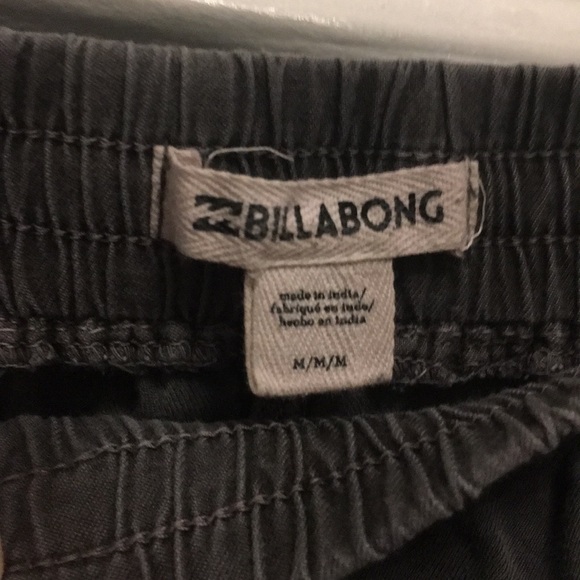 BILLABONG
made in india/
fabriqué en inde/
hecho en india
M/M/M